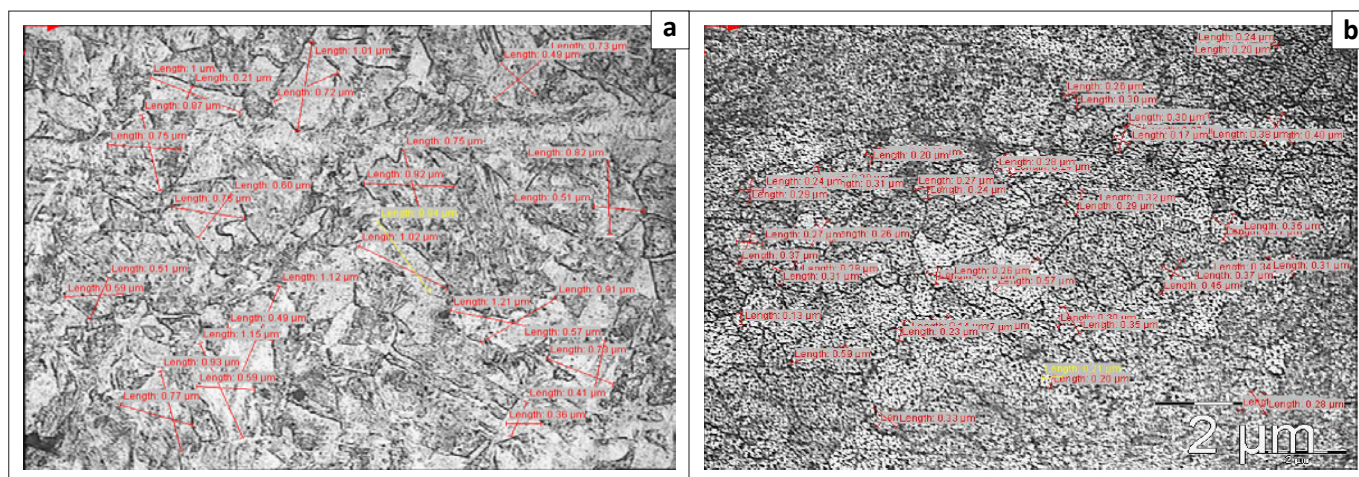 a
Length: 1.01 µm
Length: 0.73 µm
Length: 0.49 µm
Length: 1 µm
Length: 0.21 µm
Length: 0.72 µm
Length: 0.87 µm
Length: 0.75 µm
Length: 0.75 µm
Length: 0.82 µm
Length: 0.92 µm
Length: 0.60 µm
Length: 0.75 µm
Length: 0.51 µm
Length: 1.02 µm
Length: 0.61 µm
Length: 1.12 µm
Length: 0.59 µm
Length: 0.91 µm
Length: 1.21 µm
Length: 0.49 µm
Length: 0.57 µm
Length: 1.15 µm
Length: 0.73 µm
Length: 0.93 µm
Length: 0.59 µm
Length: 0.77 µm
Length: 0.41 µm
Length: 0.36 µm
b
Length: 0.24 µm
Length: 0.20 µm
Length: 0.26 µm
Length: 0.30 µm
Length: 0.30 µm
Length: 0.17 µm
Length: 0.38 µm
0.40 µm
Length: 0.20 µm
Length: 0.28 µm
Length: 0.24 µm
0.31 µm
Length: 0.27 µm
Length: 0.29 µm
Length: 0.24 µm
Length: 0.32 µm
Length: 0.29 µm
Length: 0.35 µm
Length: 0.27 µm
Length: 0.26 µm
Length: 0.37 µm
Length: 0.31 µm
Length: 0.26 µm
Length: 0.57 µm
Length: 0.34
Length: 0.31 µm
Length: 0.37 µm
Length: 0.45 µm
Length: 0.13 µm
Length: 0.23 µm
Length: 0.30 µm
Length: 0.35 µm
Length: 0.59 µm
Length: 0.21 µm
Length: 0.20 µm
Length: 0.28 µm
Length: 0.33 µm
2 µm
2 µm